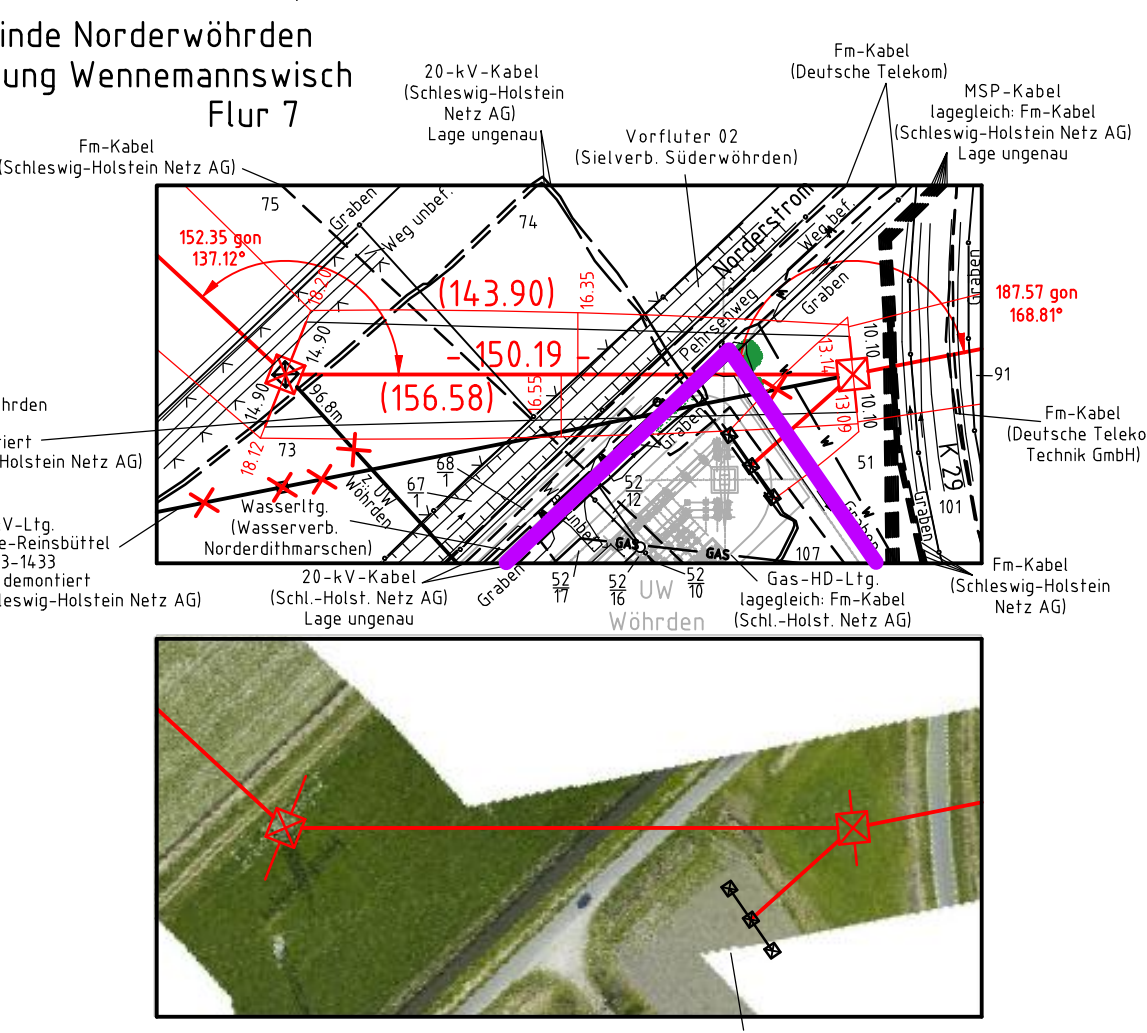 inde Norderwöhrden
ung Wennemannswisch
Flur 7
Fm-Kabel
(Schleswig-Holstein Netz AG)
20-kV-Kabel
(Schleswig-Holstein
Netz AG)
Lage ungenau
Vorfluter 02
(Sielverb. Süderwöhrden)
Fm-Kabel
(Deutsche Telekom)
MSP-Kabel
lagegleich: Fm-Kabel
(Schleswig-Holstein Netz AG)
Lage ungenau
75
Graben
Weg unbef.
74
Norderstrom
Weg bef.
Graben
Graben
152.35 gon
137.12°
18.20
(143.90)
16.35
Pehrsenweg
187.57 gon
168.81°
14.90
- 150.19 -
13.14
10.10
91
14.90
96.8m
(156.58)
16.55
13.09
10.10
hrden
tiert
Holstein Netz AG)
18.12
73
Graben
Fm-Kabel
(Deutsche Teleko
Technik GmbH)
z. UW
Wöhrden
68
1
67
1
52
12
51
K 29
101
Graben
Graben
V-Ltg.
e-Reinsbüttel
3-1433
demontiert
leswig-Holstein Netz AG)
Wasserltg.
(Wasserverb.
Norderdithmarschen)
GAS
GAS
107
20-kV-Kabel
(Schl.-Holst. Netz AG)
Lage ungenau
Graben
52
17
52
16
52
10
UW
Wöhrden
Gas-HD-Ltg.
lagegleich: Fm-Kabel
(Schl.-Holst. Netz AG)
Fm-Kabel
(Schleswig-Holstein
Netz AG)